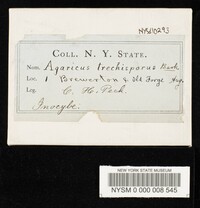 NYSf0293
COLL. N. Y. STATE.
Nom. Agaricus trechisporus Berk
Loc. Brewerton & Old Forge Aug.
Leg. C. H. Peck
Inocybe.
NEW YORK STATE MUSEUM
NYSM 0 000 008 545